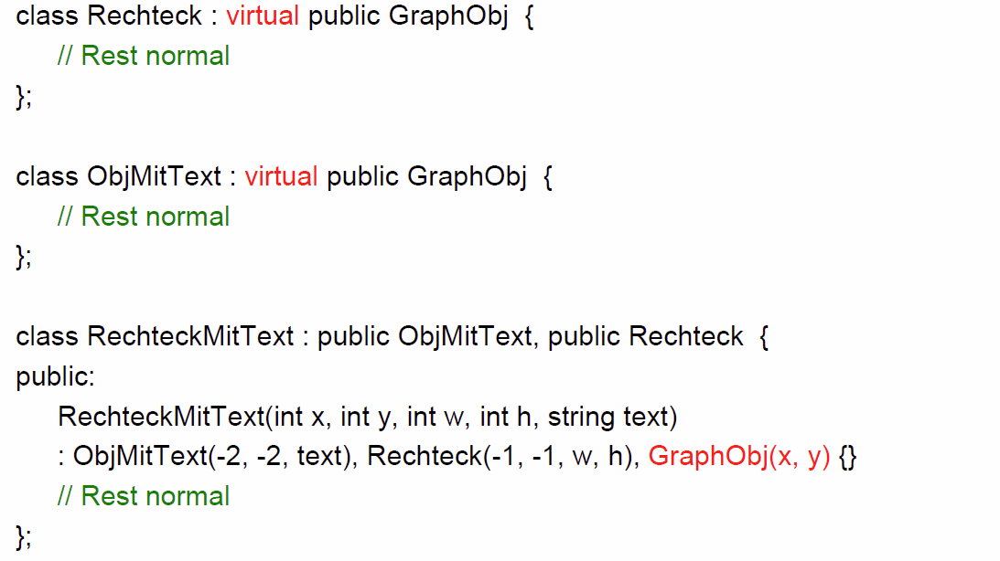 class Rechteck : virtual public GraphObj  {
// Rest normal
};
class ObjMitText : virtual public GraphObj  {
// Rest normal
};
class RechteckMitText : public ObjMitText, public Rechteck  {
public:
RechteckMitText(int x, int y, int w, int h, string text)
: ObjMitText(-2, -2, text), Rechteck(-1, -1, w, h), GraphObj(x, y) {}
// Rest normal
};